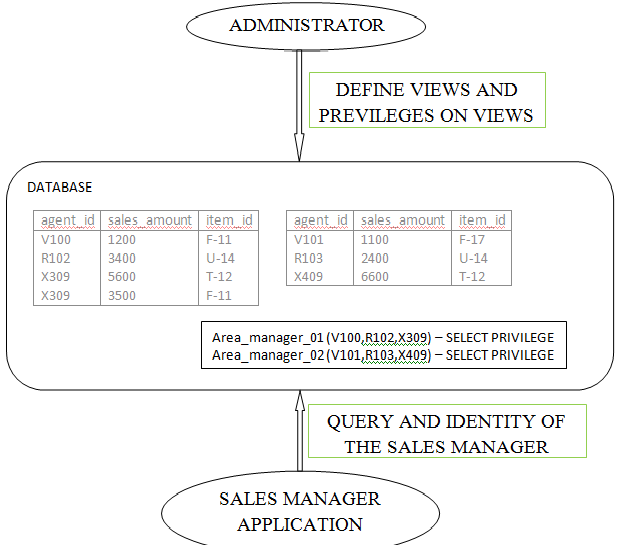 ADMINISTRATOR
DEFINE VIEWS AND
PREVILEGES ON VIEWS
DATABASE
agent_id sales_amount item_id
V100 1200 F-11
R102 3400 U-14
X309 5600 T-12
X309 3500 F-11
agent_id sales_amount item_id
V101 1100 F-17
R103 2400 U-14
X409 6600 T-12
Area_manager_01 (V100,R102,X309) – SELECT PRIVILEGE
Area_manager_02 (V101,R103,X409) – SELECT PRIVILEGE
QUERY AND IDENTITY OF
THE SALES MANAGER
SALES MANAGER
APPLICATION